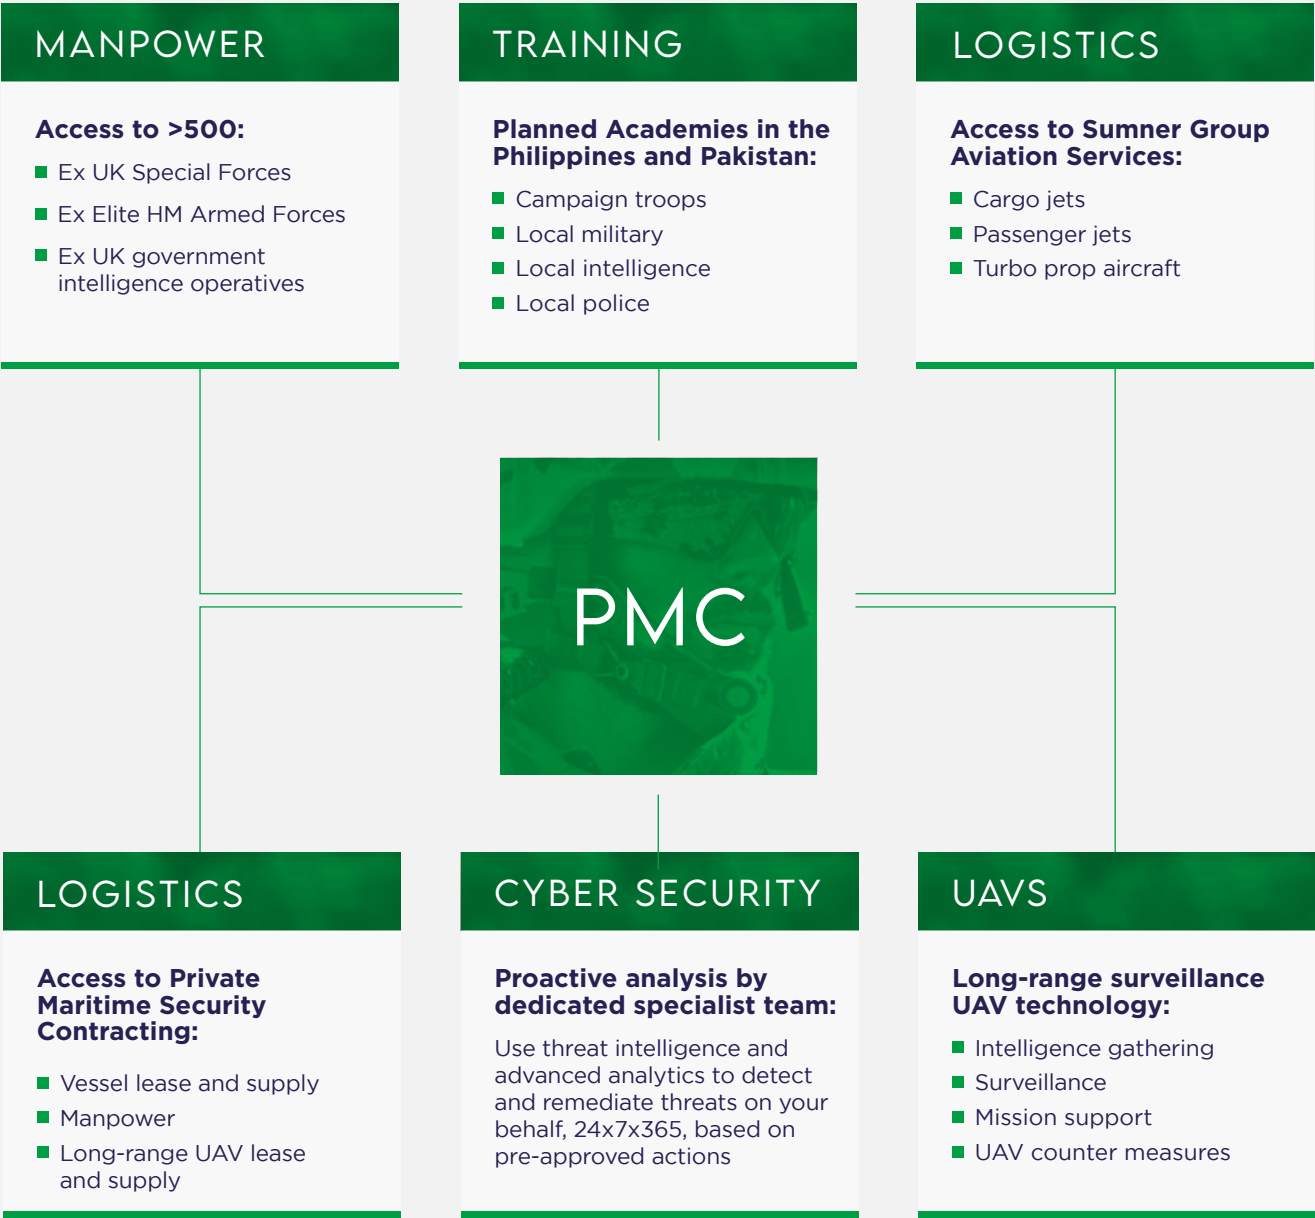 MANPOWER
Access to >500:
Ex UK Special Forces
Ex Elite HM Armed Forces
Ex UK government
intelligence operatives
TRAINING
Planned Academies in the
Philippines and Pakistan:
Campaign troops
Local military
Local intelligence
Local police
LOGISTICS
Access to Sumner Group
Aviation Services:
Cargo jets
Passenger jets
Turbo prop aircraft
PMC
LOGISTICS
Access to Private
Maritime Security
Contracting:
Vessel lease and supply
Manpower
Long-range UAV lease
and supply
CYBER SECURITY
Proactive analysis by
dedicated specialist team:
Use threat intelligence and
advanced analytics to detect
and remediate threats on your
behalf, 24x7x365, based on
pre-approved actions
UAVS
Long-range surveillance
UAV technology:
Intelligence gathering
Surveillance
Mission support
UAV counter measures